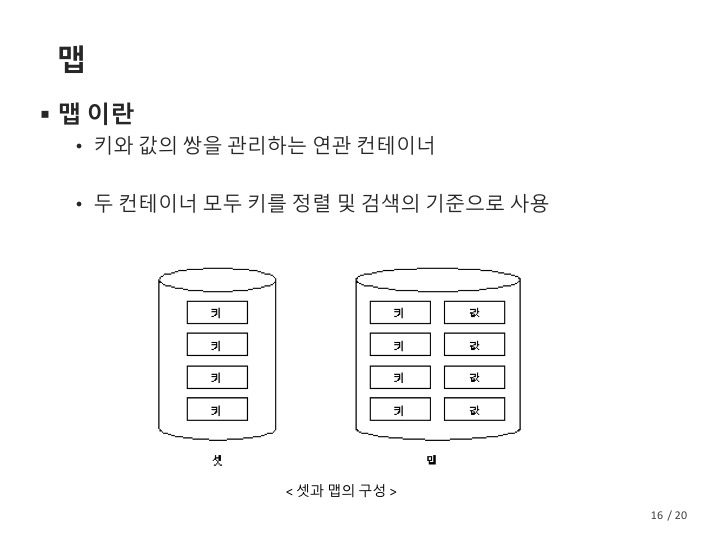 맵
▪ 맵 이란
• 키와 값의 쌍을 관리하는 연관 컨테이너
• 두 컨테이너 모두 키를 정렬 및 검색의 기준으로 사용
키 키 값
키 키 값
키 키 값
키 키 값
셋 맵
< 셋과 맵의 구성 >
16 / 20